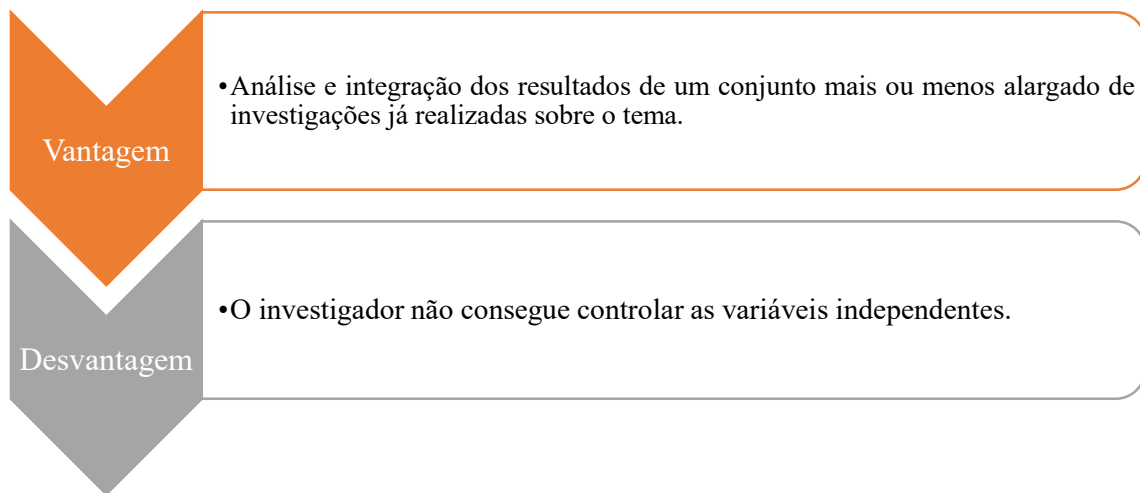 Vantagem
•Análise e integração dos resultados de um conjunto mais ou menos alargado de
investigações já realizadas sobre o tema.
Desvantagem
•O investigador não consegue controlar as variáveis independentes.